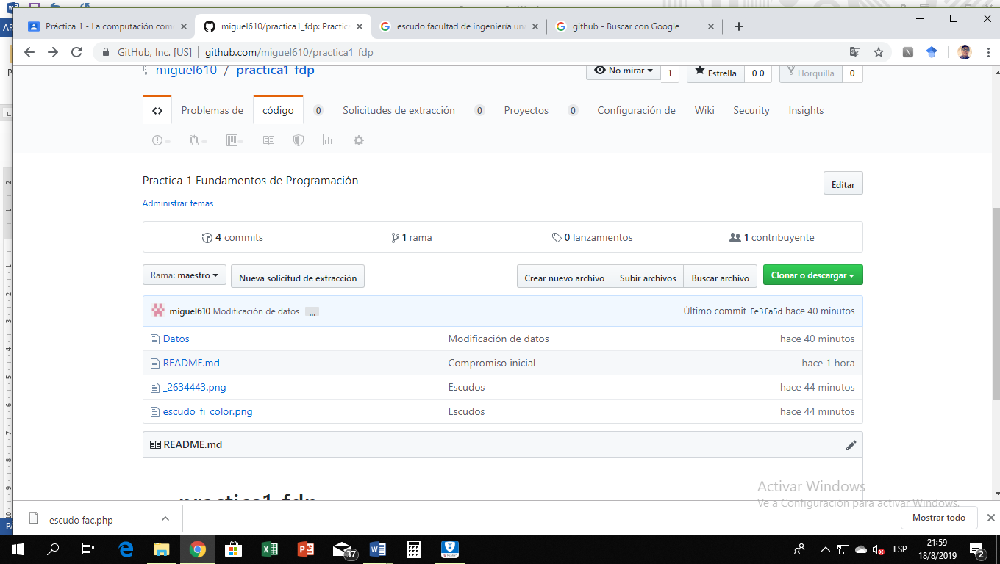 Práctica 1 - La computación com
miguel610/practica1_fdp: Practic
escudo facultad de ingeniería un
github - Buscar con Google
GitHub, Inc. [US] | github.com/miguel610/practica1_fdp
miguel610 / practica1_fdp
No mirar 1
Estrella 0 0
Horquilla 0
<> Problemas de código 0 Solicitudes de extracción 0 Proyectos 0 Configuración de Wiki Security Insights
Practica 1 Fundamentos de Programación
Editar
Administrar temas
4 commits 1 rama 0 lanzamientos 1 contribuyente
Rama: maestro Nueva solicitud de extracción Crear nuevo archivo Subir archivos Buscar archivo Clonar o descargar
miguel610 Modificación de datos ... Último commit fe3fa5d hace 40 minutos
Datos Modificación de datos hace 40 minutos
README.md Compromiso inicial hace 1 hora
_2634443.png Escudos hace 44 minutos
escudo_fi_color.png Escudos hace 44 minutos
README.md
practica1_fdp
Activar Windows
Ve a Configuración para activar Windows.
escudo fac.php
Mostrar todo
37
ESP
21:59
18/8/2019
2